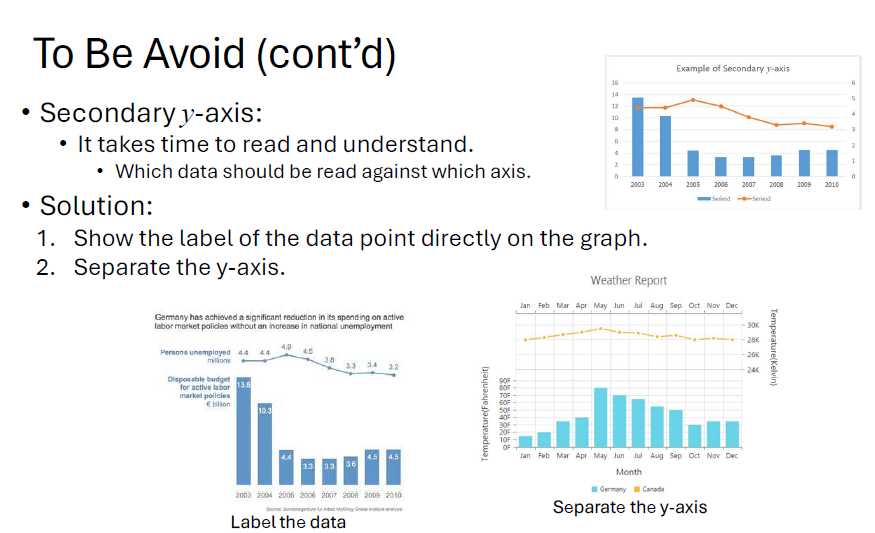 To Be Avoid (cont’d)
• Secondary y-axis:
• It takes time to read and understand.
• Which data should be read against which axis.
• Solution:
1. Show the label of the data point directly on the graph.
2. Separate the y-axis.
Example of Secondary y-axis
16
14
12
10
8
6
4
2
0
6
5
4
3
2
1
0
2003 2004 2005 2006 2007 2008 2009 2010
Series1 Series2
Germany has achieved a significant reduction in its spending on active
labor market policies without an increase in national unemployment
Persons unemployed
millions
4.4 4.4 4.9 4.5 3.8 3.3 3.4 3.2
Disposable budget
for active labor
market policies
€ billion
13.6 10.3 4.4 3.3 3.3 3.6 4.5 4.5
2003 2004 2005 2006 2007 2008 2009 2010
Source: Bundesagentur für Arbeit McKinsey Global Institute analysis
Label the data
Weather Report
Jan Feb Mar Apr May Jun Jul Aug Sep Oct Nov Dec
30K
28K
26K
24K
Temperature(Kelvin)
90F
80F
70F
60F
50F
40F
30F
20F
10F
0F
Temperature(Fahrenheit)
Jan Feb Mar Apr May Jun Jul Aug Sep Oct Nov Dec
Month
Germany Canada
Separate the y-axis